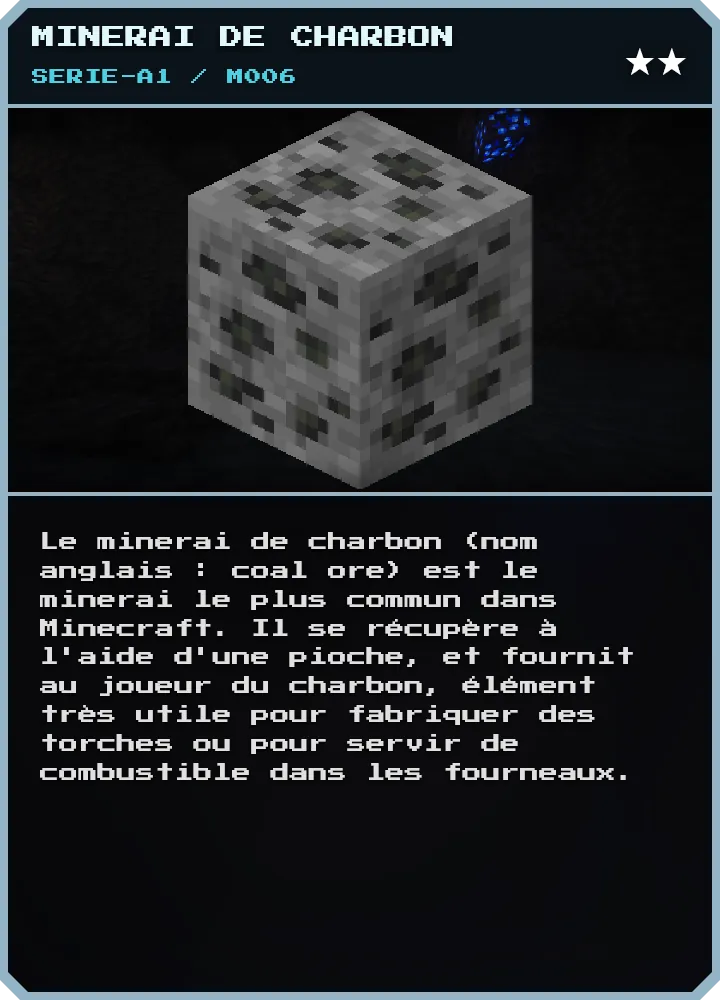 MINERAI DE CHARBON
SERIE-A1 / M006
★★
Le minerai de charbon (nom
anglais : coal ore) est le
minerai le plus commun dans
Minecraft. Il se récupère à
l'aide d'une pioche, et fournit
au joueur du charbon, élément
très utile pour fabriquer des
torches ou pour servir de
combustible dans les fourneaux.